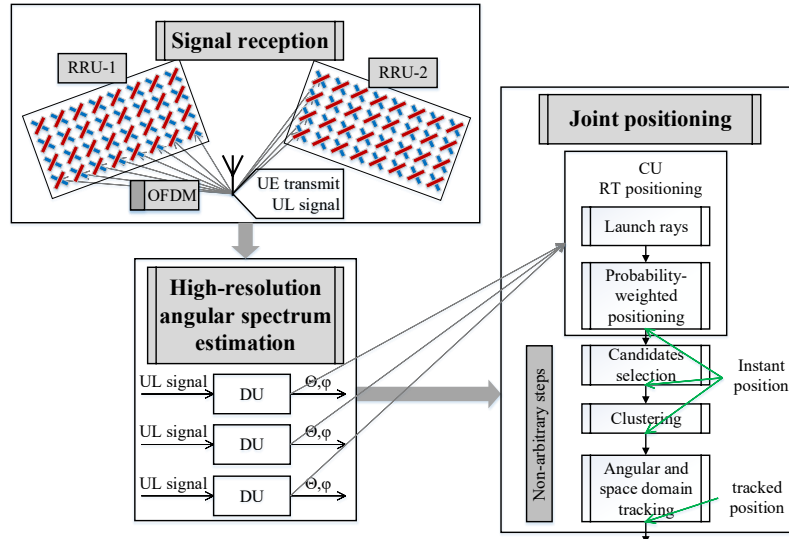 Signal reception
RRU-1
RRU-2
OFDM
UE transmit
UL signal
High-resolution
angular spectrum
estimation
UL signal
DU
Θ,φ
UL signal
DU
Θ,φ
UL signal
DU
Θ,φ
Joint positioning
CU
RT positioning
Launch rays
Probability-
weighted
positioning
Candidates
selection
Instant
position
Clustering
Non-arbitrary steps
Angular and
space domain
tracking
tracked
position